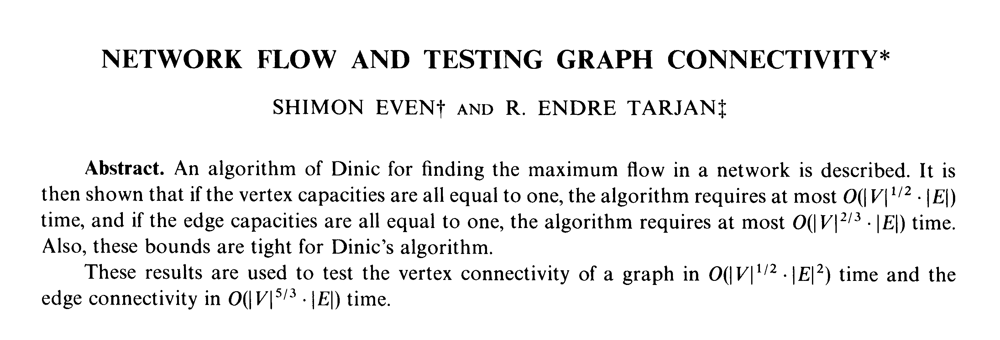 NETWORK FLOW AND TESTING GRAPH CONNECTIVITY*
SHIMON EVEN† AND R. ENDRE TARJAN‡
Abstract. An algorithm of Dinic for finding the maximum flow in a network is described. It is
then shown that if the vertex capacities are all equal to one, the algorithm requires at most O(|V|^{1/2} · |E|)
time, and if the edge capacities are all equal to one, the algorithm requires at most O(|V|^{2/3} · |E|) time.
Also, these bounds are tight for Dinic's algorithm.
These results are used to test the vertex connectivity of a graph in O(|V|^{1/2} · |E|²) time and the
edge connectivity in O(|V|^{5/3} · |E|) time.